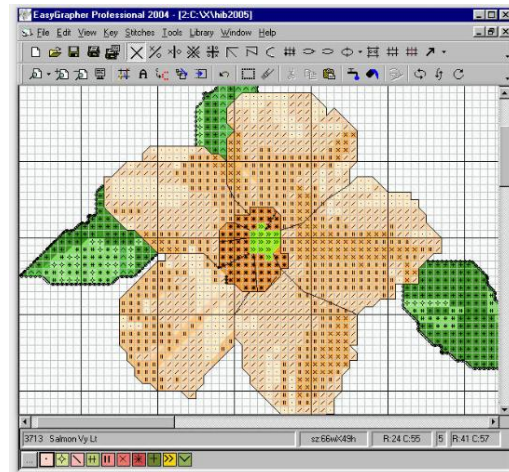 EasyGrapher Professional 2004 - [2:C:\X\hib2005]
File Edit View Key Stitches Tools Library Window Help
3713 Salmon Vy Lt sz:66wX49h R:24 C:55 5 R:41 C:57